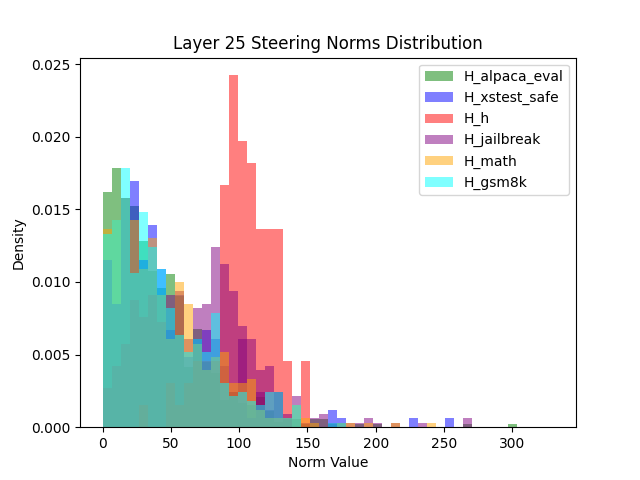 Layer 25 Steering Norms Distribution
0.025
0.020
0.015
0.010
0.005
0.000
Density
H_alpaca_eval
H_xstest_safe
H_h
H_jailbreak
H_math
H_gsm8k
0 50 100 150 200 250 300
Norm Value